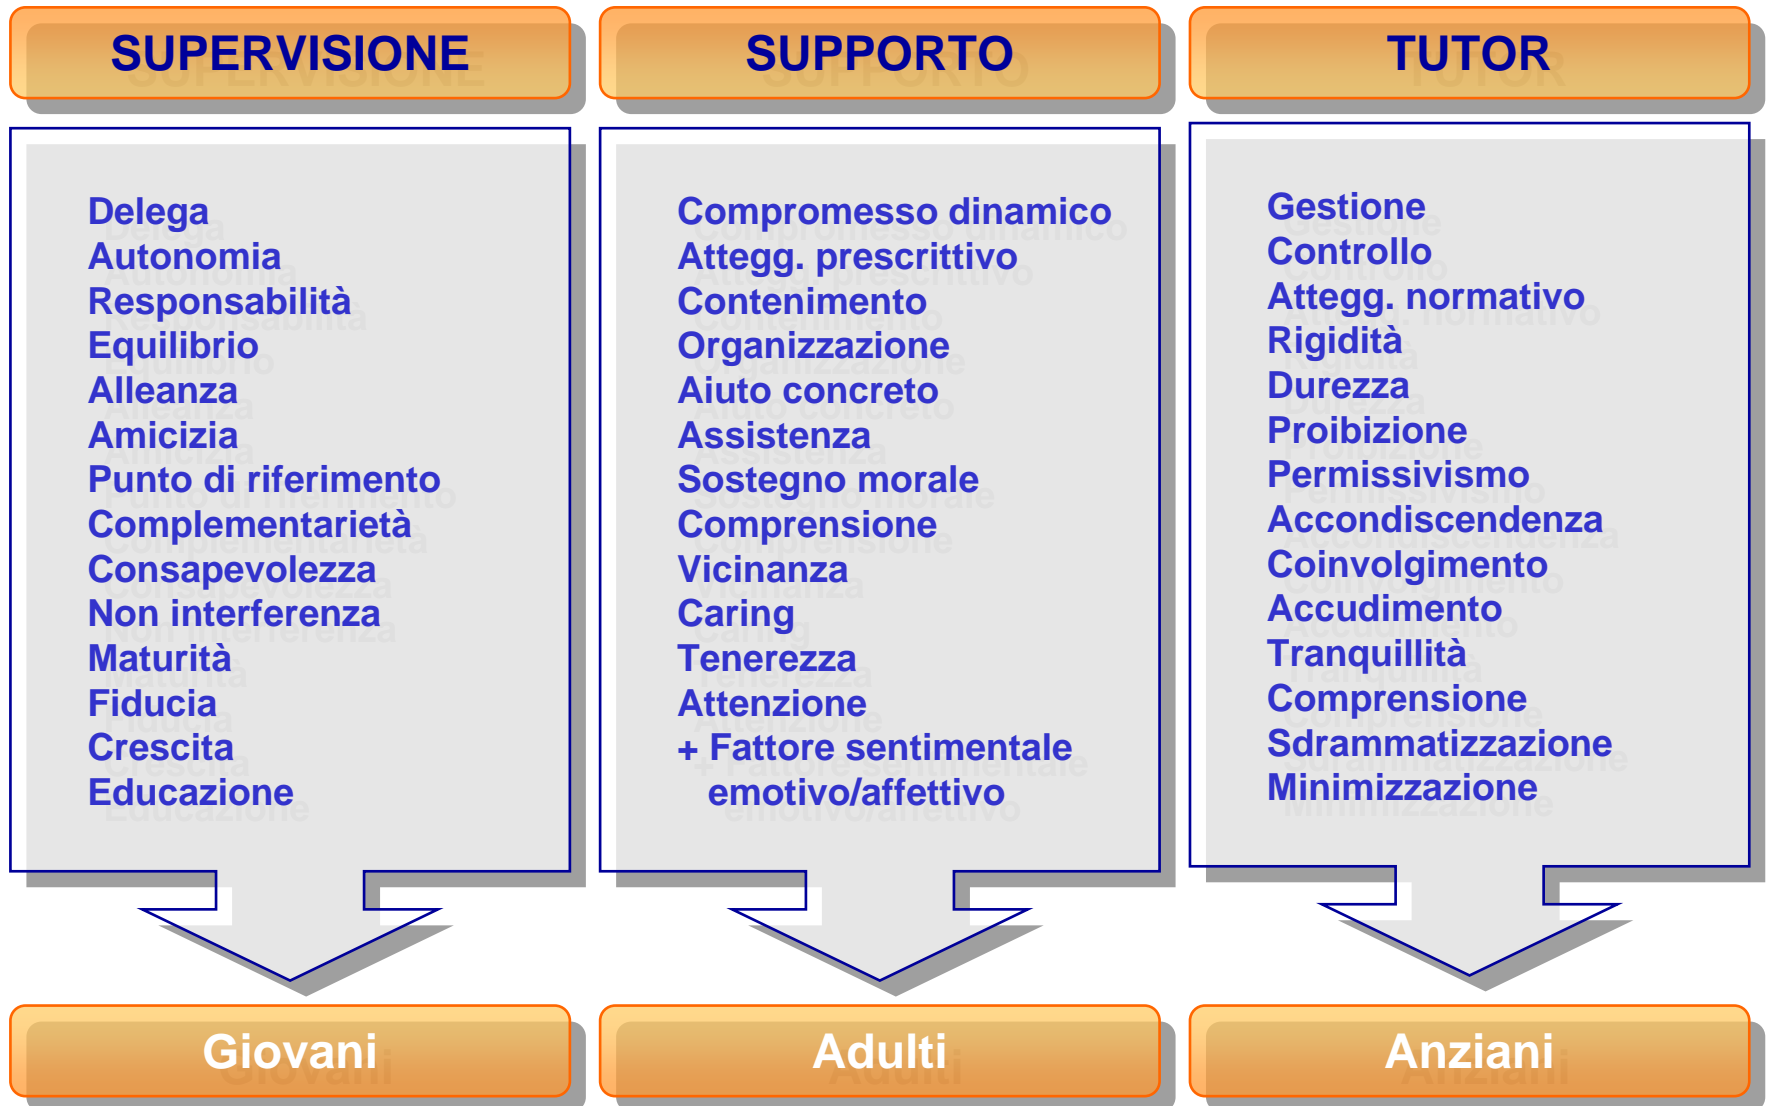 SUPERVISIONE
Delega
Autonomia
Responsabilità
Equilibrio
Alleanza
Amicizia
Punto di riferimento
Complementarietà
Consapevolezza
Non interferenza
Maturità
Fiducia
Crescita
Educazione
Giovani
SUPPORTO
Compromesso dinamico
Attegg. prescrittivo
Contenimento
Organizzazione
Aiuto concreto
Assistenza
Sostegno morale
Comprensione
Vicinanza
Caring
Tenerezza
Attenzione
+ Fattore sentimentale
emotivo/affettivo
Adulti
TUTOR
Gestione
Controllo
Attegg. normativo
Rigidità
Durezza
Proibizione
Permissivismo
Accondiscendenza
Coinvolgimento
Accudimento
Tranquillità
Comprensione
Sdrammatizzazione
Minimizzazione
Anziani